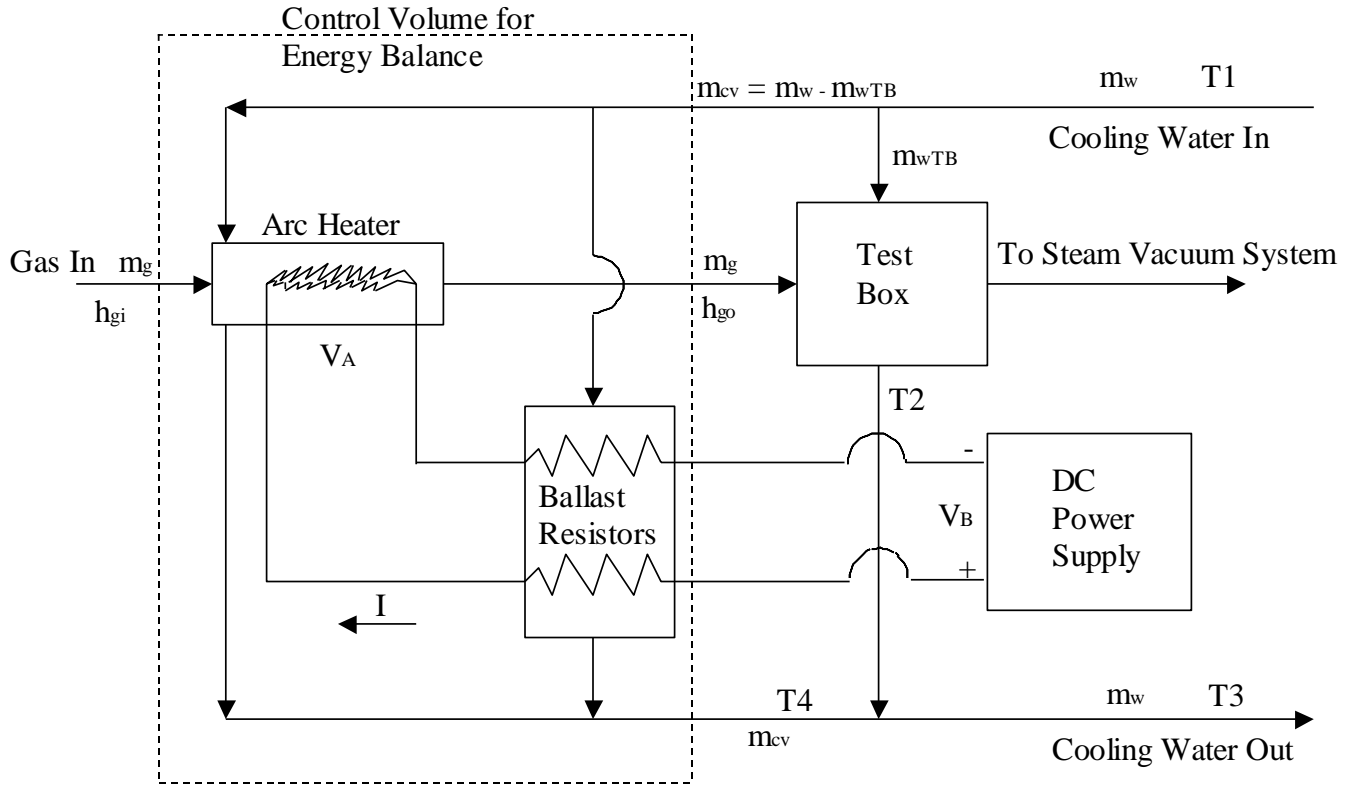 Control Volume for
Energy Balance
mcv = mw - mwTB
mw T1
Cooling Water In
mwTB
Arc Heater
Gas In mg
hgi
VA
mg
hgo
Test
Box
To Steam Vacuum System
T2
Ballast
Resistors
-
VB
+
DC
Power
Supply
I
T4
mcv
mw T3
Cooling Water Out